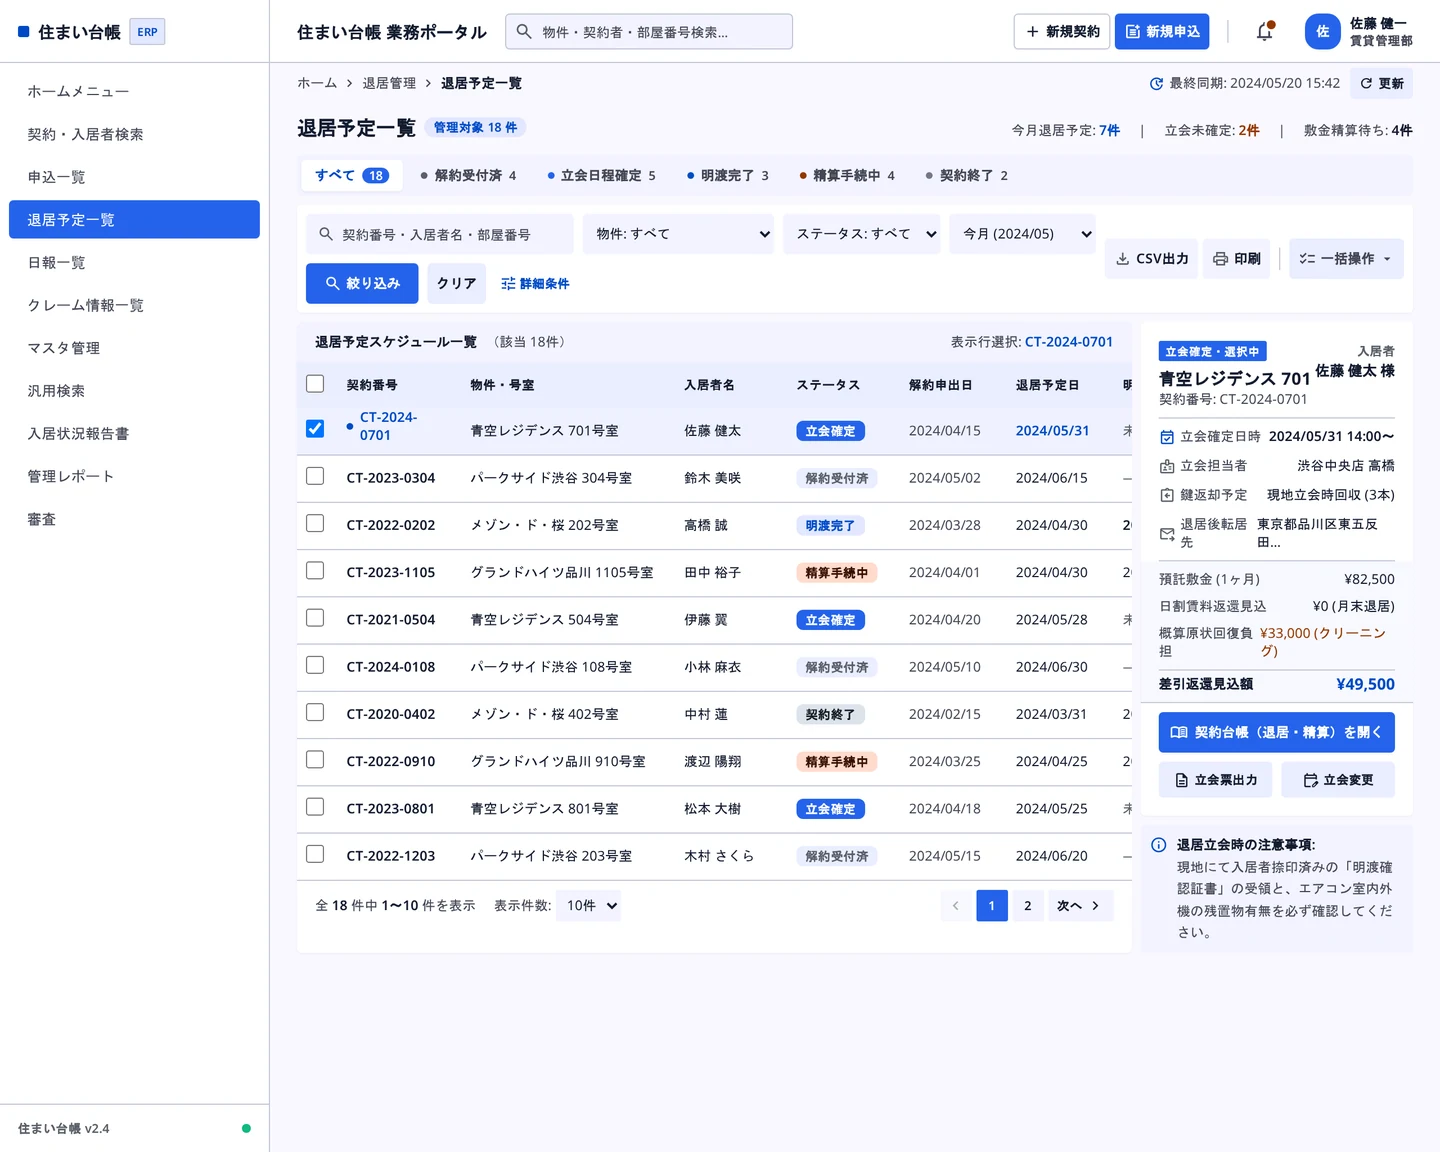 住まい台帳 ERP
住まい台帳 業務ポータル
物件・契約者・部屋番号検索...
新規契約
新規申込
佐
佐藤 健一
賃貸管理部
ホームメニュー
契約・入居者検索
申込一覧
退居予定一覧
日報一覧
クレーム情報一覧
マスタ管理
汎用検索
入居状況報告書
管理レポート
審査
住まい台帳 v2.4
ホーム > 退居管理 > 退居予定一覧
最終同期: 2024/05/20 15:42
更新
退居予定一覧 管理対象 18 件
今月退居予定: 7件 | 立会未確定: 2件 | 敷金精算待ち: 4件
すべて 18 解約受付済 4 立会日程確定 5 明渡完了 3 精算手続中 4 契約終了 2
契約番号・入居者名・部屋番号
物件: すべて
ステータス: すべて
今月 (2024/05)
絞り込み
クリア
詳細条件
CSV出力
印刷
一括操作
退居予定スケジュール一覧 （該当 18件）
表示行選択: CT-2024-0701
契約番号 物件・号室 入居者名 ステータス 解約申出日 退居予定日
CT-2024-
0701 青空レジデンス 701号室 佐藤 健太 立会確定 2024/04/15 2024/05/31
CT-2023-0304 パークサイド渋谷 304号室 鈴木 美咲 解約受付済 2024/05/02 2024/06/15 —
CT-2022-0202 メゾン・ド・桜 202号室 高橋 誠 明渡完了 2024/03/28 2024/04/30
CT-2023-1105 グランドハイツ品川 1105号室 田中 裕子 精算手続中 2024/04/01 2024/04/30
CT-2021-0504 青空レジデンス 504号室 伊藤 翼 立会確定 2024/04/20 2024/05/28
CT-2024-0108 パークサイド渋谷 108号室 小林 麻衣 解約受付済 2024/05/10 2024/06/30 —
CT-2020-0402 メゾン・ド・桜 402号室 中村 蓮 契約終了 2024/02/15 2024/03/31
CT-2022-0910 グランドハイツ品川 910号室 渡辺 陽翔 精算手続中 2024/03/25 2024/04/25
CT-2023-0801 青空レジデンス 801号室 松本 大樹 立会確定 2024/04/18 2024/05/25
CT-2022-1203 パークサイド渋谷 203号室 木村 さくら 解約受付済 2024/05/15 2024/06/20 —
全 18 件中 1〜10 件を表示
表示件数: 10件
1 2 次へ
立会確定・選択中
入居者
青空レジデンス 701
佐藤 健太 様
契約番号: CT-2024-0701
立会確定日時 2024/05/31 14:00〜
立会担当者 渋谷中央店 高橋
鍵返却予定 現地立会時回収 (3本)
退居後転居
先
東京都品川区東五反
田...
預託敷金 (1ヶ月) ¥82,500
日割賃料返還見込 ¥0 (月末退居)
概算原状回復負
担
¥33,000 (クリーニン
グ)
差引返還見込額 ¥49,500
契約台帳（退居・精算）を開く
立会票出力
立会変更
退居立会時の注意事項:
現地にて入居者捺印済みの「明渡確
認証書」の受領と、エアコン室内外
機の残置物有無を必ず確認してくだ
さい。